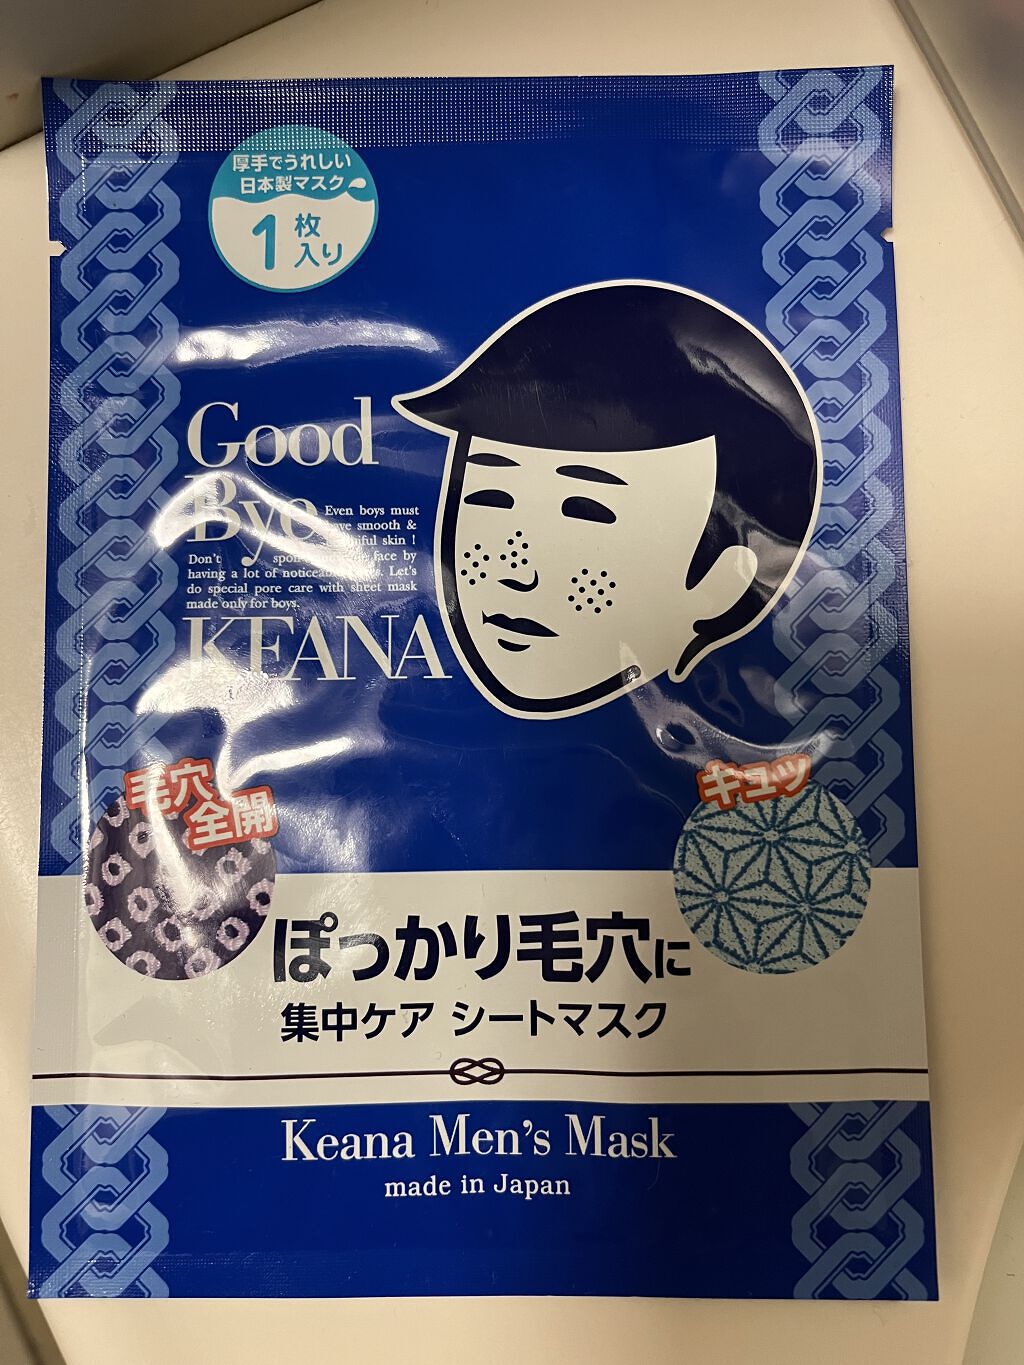 厚手でうれしい
日本製マスク
1枚入り
Good
Bye
Even boys must
smooth &
skin !
Don't face by
having a lot of Let's
do special pore care with sheet mask
made only for boys.
KEANA
毛穴
全開
キュッ
ぽっかり毛穴に
集中ケア シートマスク
Keana Men's Mask
made in Japan